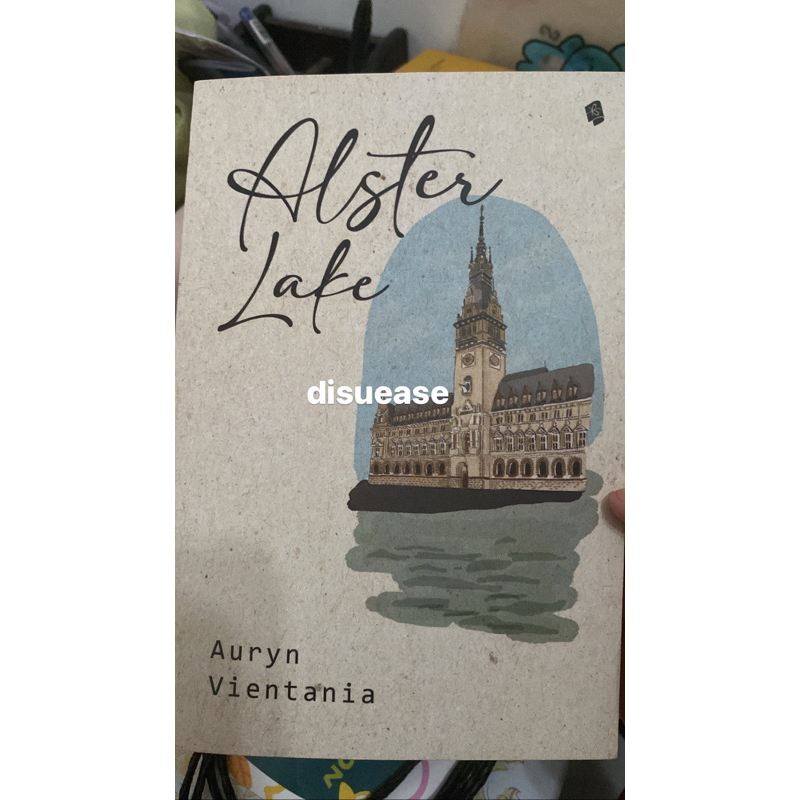 Alster
Lake
disuease
Auryn
Vientania